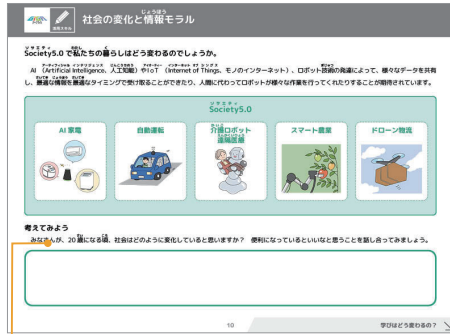 社会の変化と情報モラル
Society5.0 で私たちの暮らしはどう変わるのでしょうか。
AI(Artificial Intelligence、人工知能)やIoT(Internet of Things、モノのインターネット)、ロボット技術の発達によって、様々なデータを共有
し、最適な情報を最適なタイミングで受け取ることができたり、人間に代わってロボットが様々な作業を行ってくれたりすることが期待されています。
Society5.0
AI 家電
自動運転
介護ロボット
遠隔医療
スマート農業
ドローン物流
考えてみよう
みなさんが、20 歳になる頃、社会はどのように変化していると思いますか? 便利になっているといいなと思うことを話し合ってみましょう。
10
学びはどう変わるの?